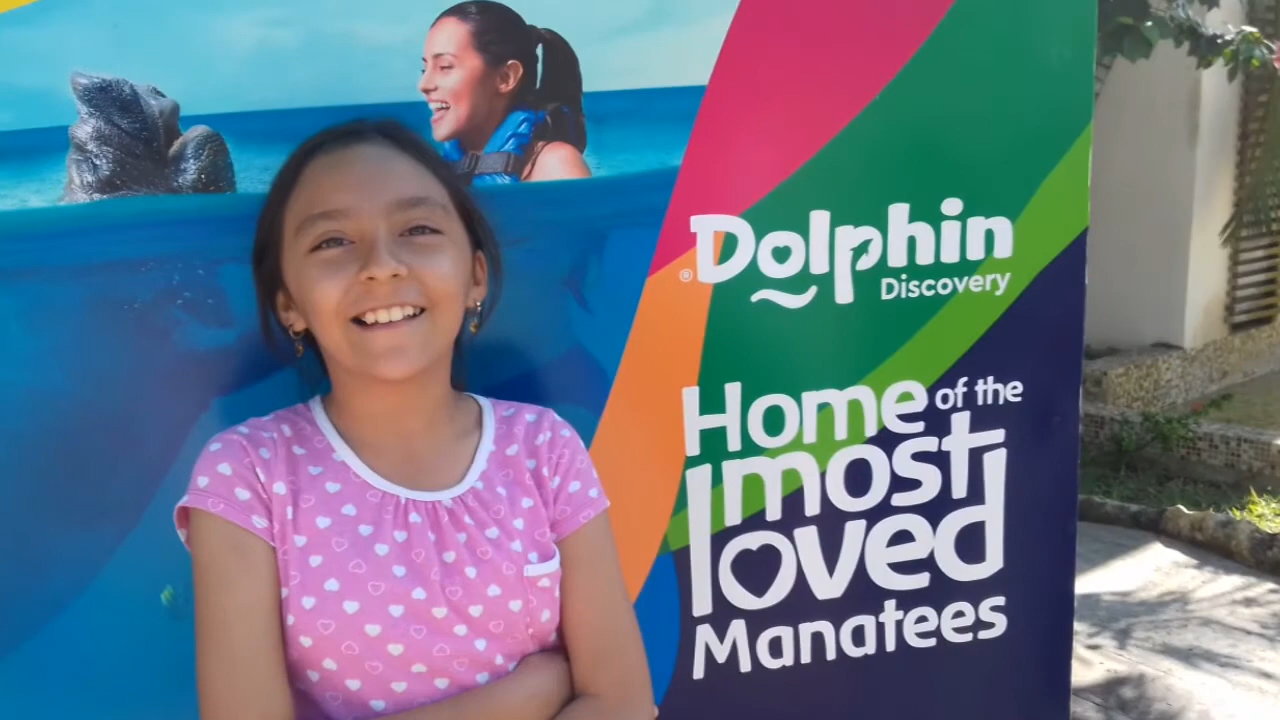 Dolphin
®
Discovery
Home of the
most
loved
Manatees